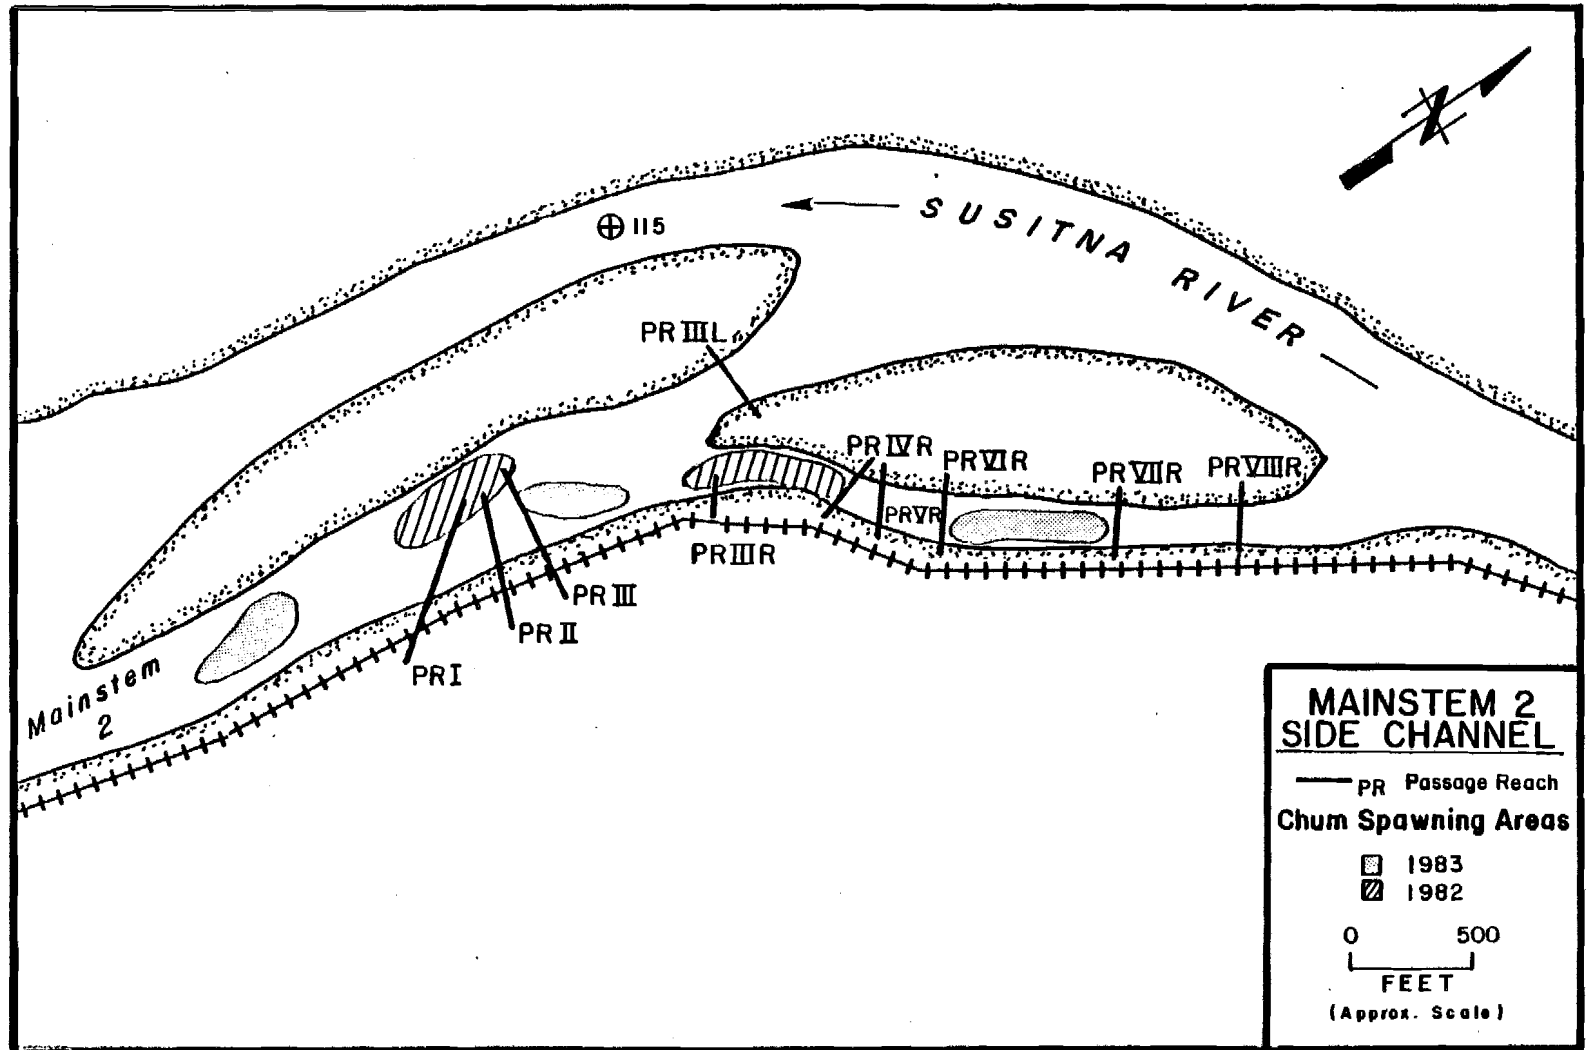 N
SUSITNA RIVER
115
PR III L
PR IV R
PR VI R
PR VII R
PR VIII R
PR V R
PR III R
PR III
PR II
PR I
Mainstem
2
MAINSTEM 2
SIDE CHANNEL
PR Passage Reach
Chum Spawning Areas
1983
1982
0 500
FEET
(Approx. Scale)